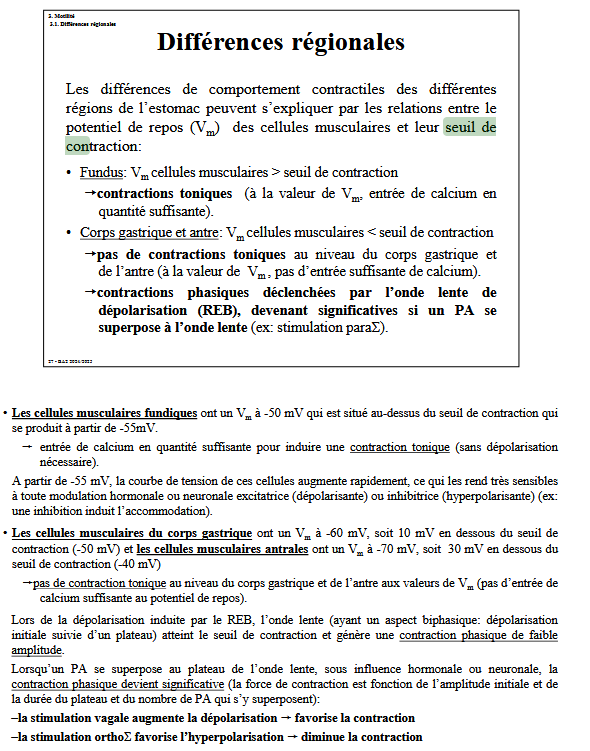 3. Motilité
3.1. Différences régionales
Différences régionales
Les différences de comportement contractiles des différentes
régions de l'estomac peuvent s'expliquer par les relations entre le
potentiel de repos (Vm) des cellules musculaires et leur seuil de
contraction:
• Fundus: Vm cellules musculaires > seuil de contraction
→contractions toniques (à la valeur de Vm, entrée de calcium en
quantité suffisante).
• Corps gastrique et antre: Vm cellules musculaires < seuil de contraction
→pas de contractions toniques au niveau du corps gastrique et
de l'antre (à la valeur de Vm, pas d'entrée suffisante de calcium).
→contractions phasiques déclenchées par l'onde lente de
dépolarisation (REB), devenant significatives si un PA se
superpose à l'onde lente (ex: stimulation paraΣ).
2024/2025
• Les cellules musculaires fundiques ont un Vm à -50 mV qui est situé au-dessus du seuil de contraction qui
se produit à partir de -55mV.
→ entrée de calcium en quantité suffisante pour induire une contraction tonique (sans dépolarisation
nécessaire).
A partir de -55 mV, la courbe de tension de ces cellules augmente rapidement, ce qui les rend très sensibles
à toute modulation hormonale ou neuronale excitatrice (dépolarisante) ou inhibitrice (hyperpolarisante) (ex:
une inhibition induit l'accommodation).
• Les cellules musculaires du corps gastrique ont un Vm à -60 mV, soit 10 mV en dessous du seuil de
contraction (-50 mV) et les cellules musculaires antrales ont un Vm à -70 mV, soit 30 mV en dessous du
seuil de contraction (-40 mV)
→pas de contraction tonique au niveau du corps gastrique et de l'antre aux valeurs de Vm (pas d'entrée de
calcium suffisante au potentiel de repos).
Lors de la dépolarisation induite par le REB, l'onde lente (ayant un aspect biphasique: dépolarisation
initiale suivie d'un plateau) atteint le seuil de contraction et génère une contraction phasique de faible
amplitude.
Lorsqu'un PA se superpose au plateau de l'onde lente, sous influence hormonale ou neuronale, la
contraction phasique devient significative (la force de contraction est fonction de l'amplitude initiale et de
la durée du plateau et du nombre de PA qui s'y superposent):
–la stimulation vagale augmente la dépolarisation → favorise la contraction
–la stimulation orthoΣ favorise l'hyperpolarisation → diminue la contraction